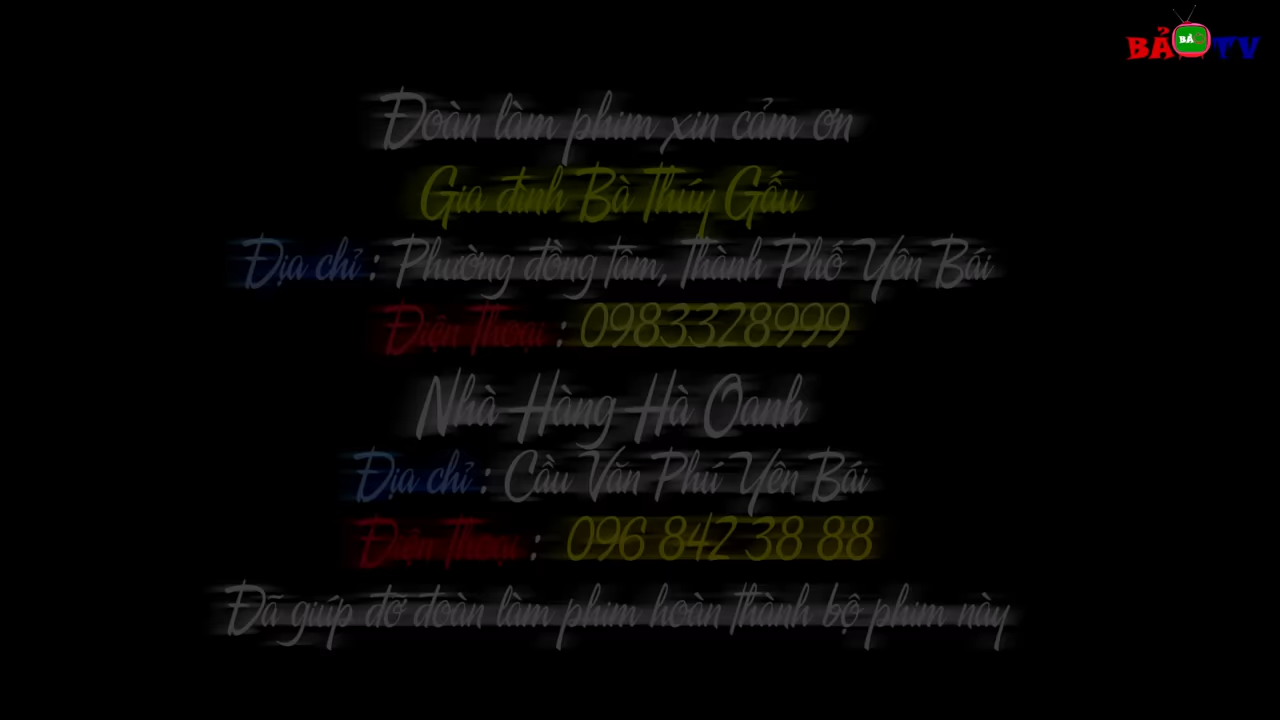 BẢO TV
Đoàn làm phim xin cảm ơn
Gia đình Bà Thúy Gấu
Địa chỉ : Phường đồng tâm, Thành Phố Yên Bái
Điện Thoại : 0983328999
Nhà Hàng Hà Oanh
Địa chỉ : Cầu Văn Phú Yên Bái
Điện Thoại : 096 842 38 88
Đã giúp đỡ đoàn làm phim hoàn thành bộ phim này